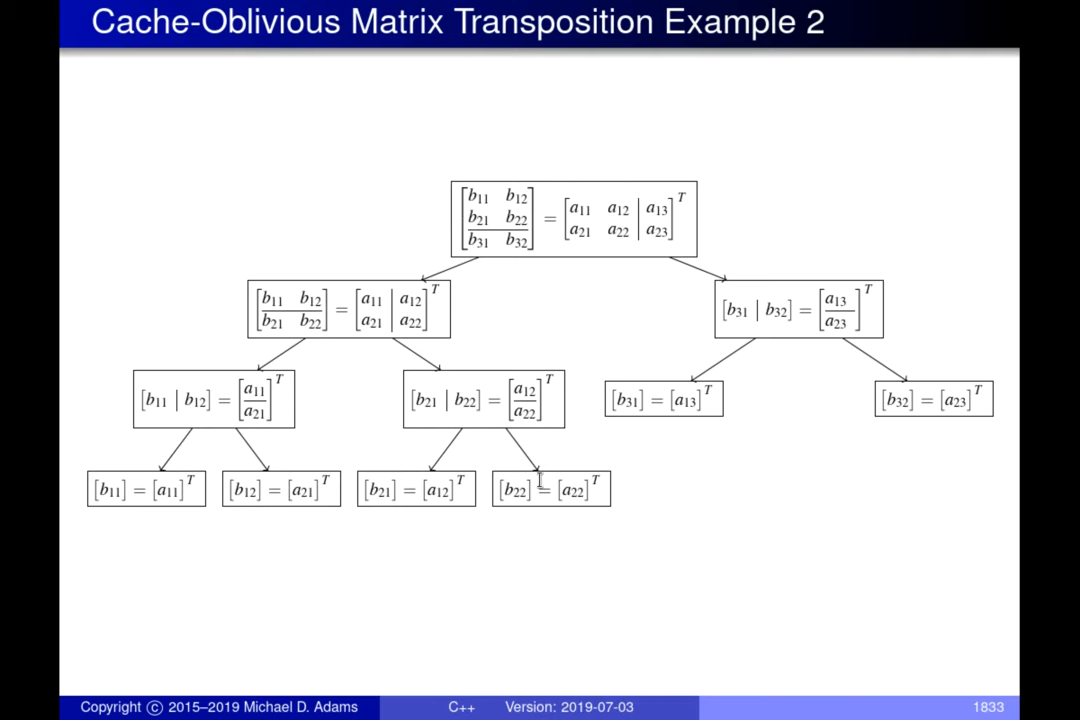 Cache-Oblivious Matrix Transposition Example 2
[b11 b12
b21 b22
b31 b32] = [a11 a12 | a13
a21 a22 | a23]T
[b11 b12
b21 b22] = [a11 | a12
a21 | a22]T
[b31 | b32] = [a13
a23]T
[b11 | b12] = [a11
a21]T
[b21 | b22] = [a12
a22]T
[b31] = [a13]T
[b32] = [a23]T
[b11] = [a11]T
[b12] = [a21]T
[b21] = [a12]T
[b22] = [a22]T
Copyright © 2015–2019 Michael D. Adams C++ Version: 2019-07-03 1833